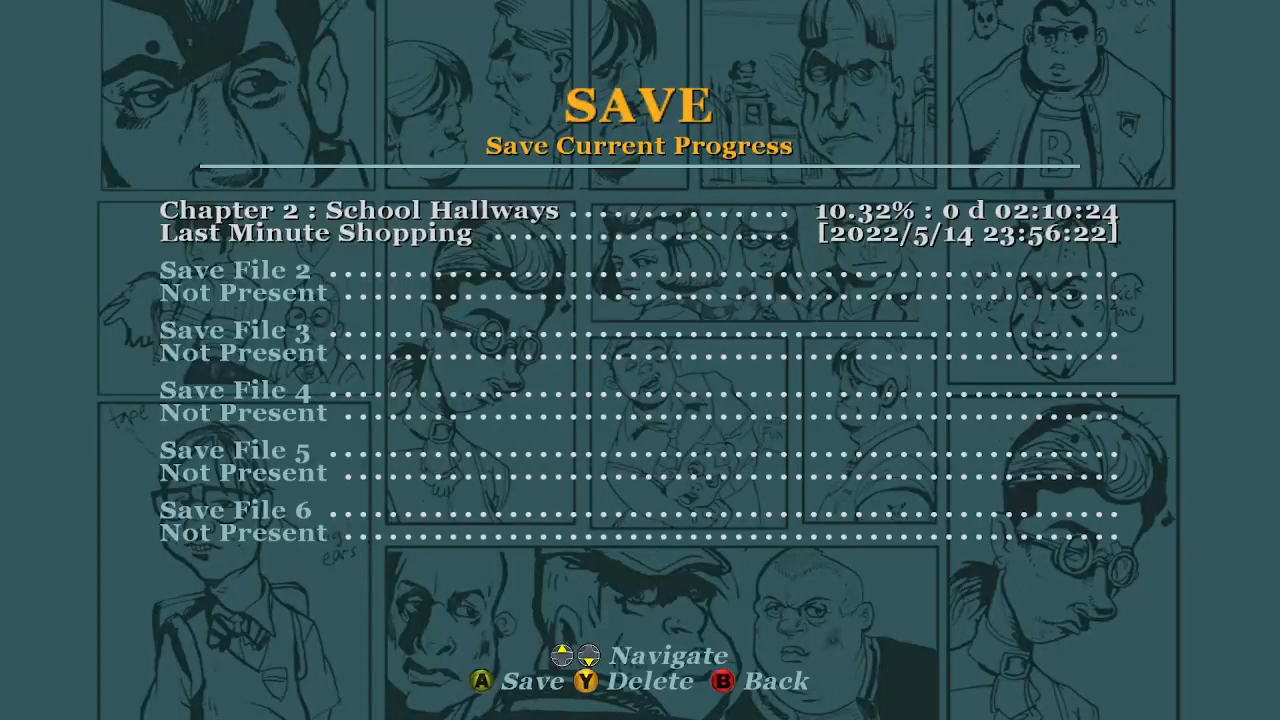 SAVE
Save Current Progress
Chapter 2 : School Hallways . . . . . . . . . . . . . . . 10.32% : 0 d 02:10:24
Last Minute Shopping . . . . . . . . . . . . . . . . . . . . [2022/5/14 23:56:22]
Save File 2
Not Present
Save File 3
Not Present
Save File 4
Not Present
Save File 5
Not Present
Save File 6
Not Present
tape
ears
B
Navigate
A Save Y Delete B Back